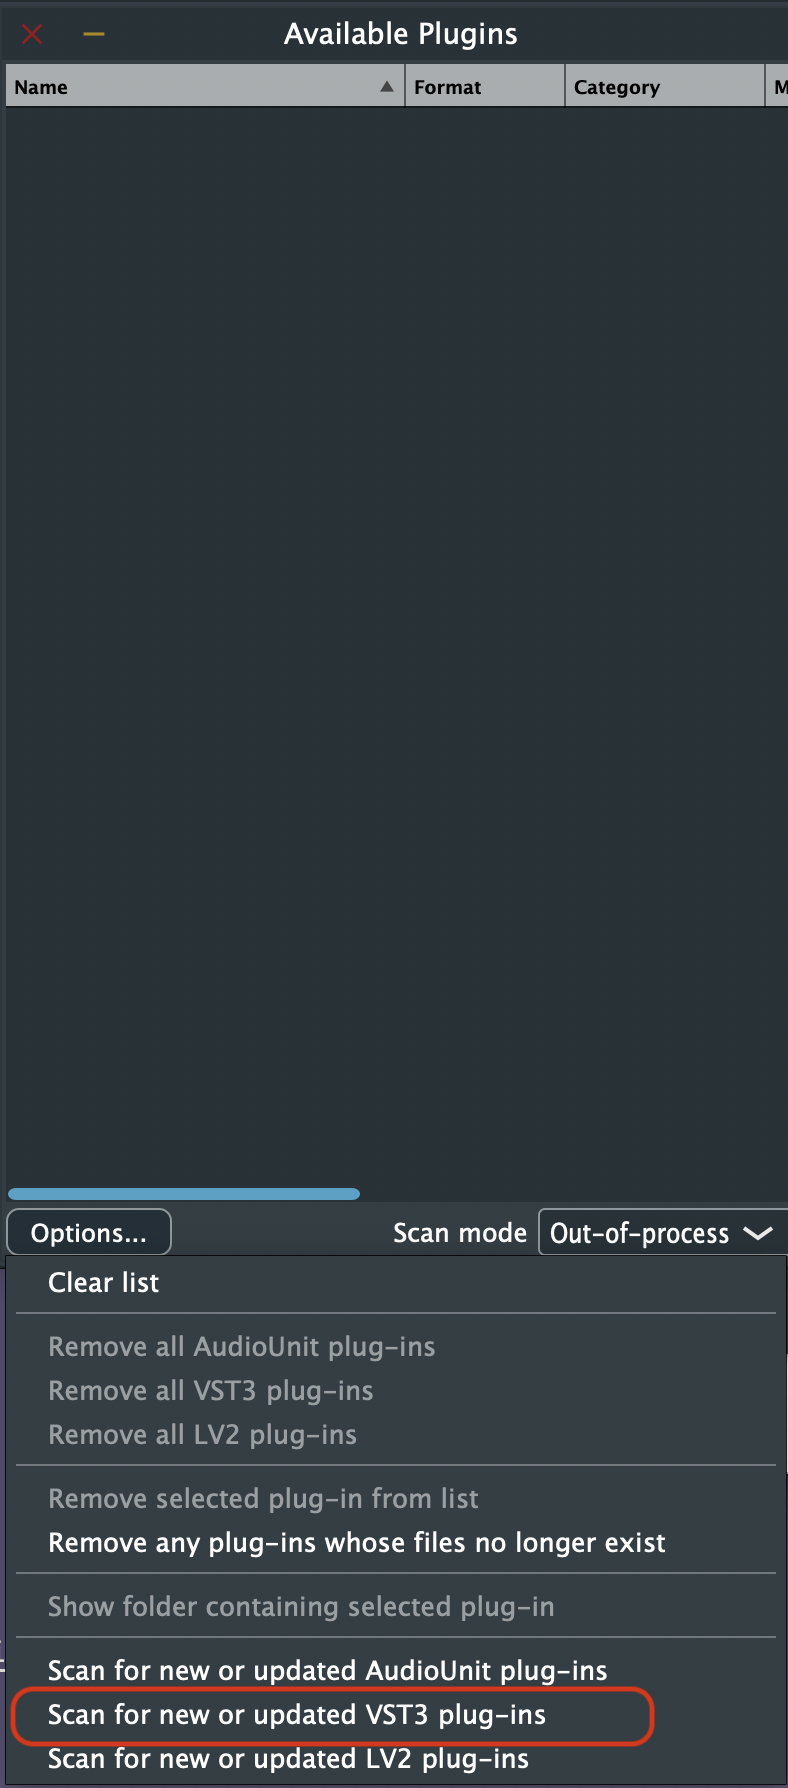 Available Plugins
Name Format Category M
Options... Scan mode Out-of-process
Clear list
Remove all AudioUnit plug-ins
Remove all VST3 plug-ins
Remove all LV2 plug-ins
Remove selected plug-in from list
Remove any plug-ins whose files no longer exist
Show folder containing selected plug-in
Scan for new or updated AudioUnit plug-ins
Scan for new or updated VST3 plug-ins
Scan for new or updated LV2 plug-ins